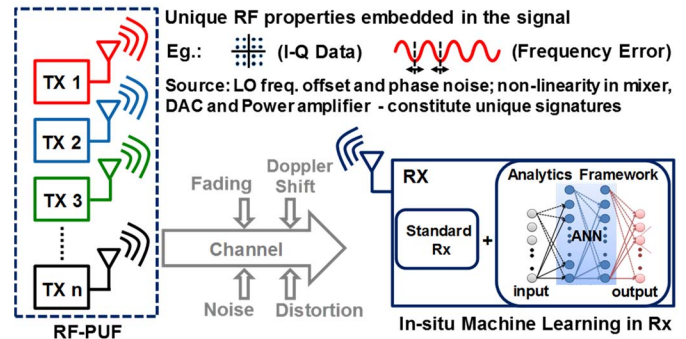 Unique RF properties embedded in the signal
Eg.: (I-Q Data) (Frequency Error)
Source: LO freq. offset and phase noise; non-linearity in mixer,
DAC and Power amplifier - constitute unique signatures
TX 1
TX 2
TX 3
TX n
RF-PUF
Fading
Doppler
Shift
Channel
Noise
Distortion
RX
Standard
Rx
+
Analytics Framework
ANN
input
output
In-situ Machine Learning in Rx